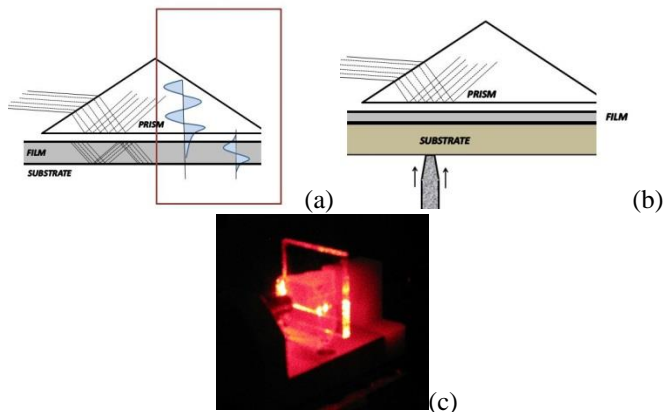 PRISM
FILM
SUBSTRATE
(a)
PRISM
FILM
SUBSTRATE
(b)
(c)